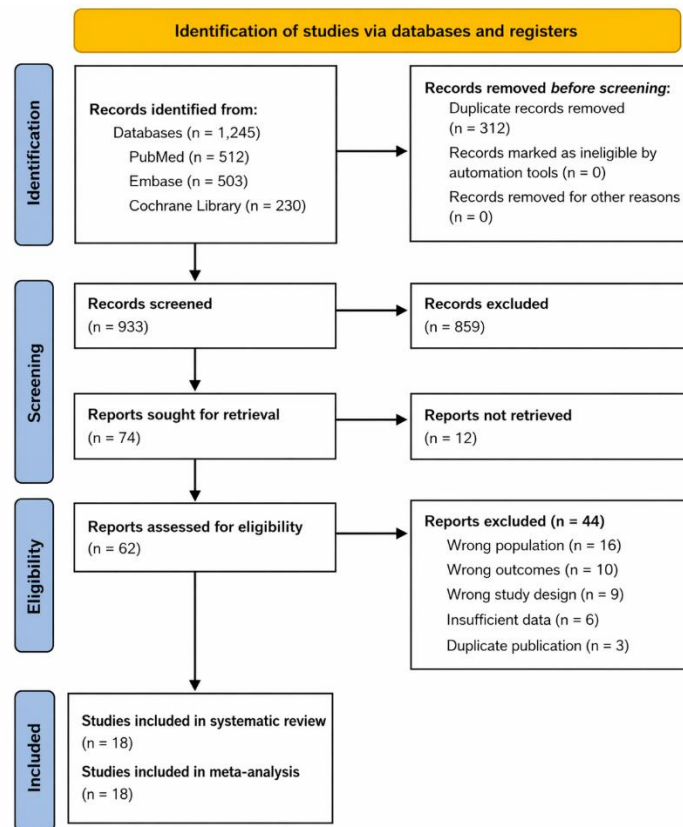 Identification of studies via databases and registers
Identification
Records identified from:
Databases (n = 1,245)
PubMed (n = 512)
Embase (n = 503)
Cochrane Library (n = 230)
Records removed before screening:
Duplicate records removed
(n = 312)
Records marked as ineligible by
automation tools (n = 0)
Records removed for other reasons
(n = 0)
Screening
Records screened
(n = 933)
Records excluded
(n = 859)
Reports sought for retrieval
(n = 74)
Reports not retrieved
(n = 12)
Eligibility
Reports assessed for eligibility
(n = 62)
Reports excluded (n = 44)
Wrong population (n = 16)
Wrong outcomes (n = 10)
Wrong study design (n = 9)
Insufficient data (n = 6)
Duplicate publication (n = 3)
Included
Studies included in systematic review
(n = 18)
Studies included in meta-analysis
(n = 18)